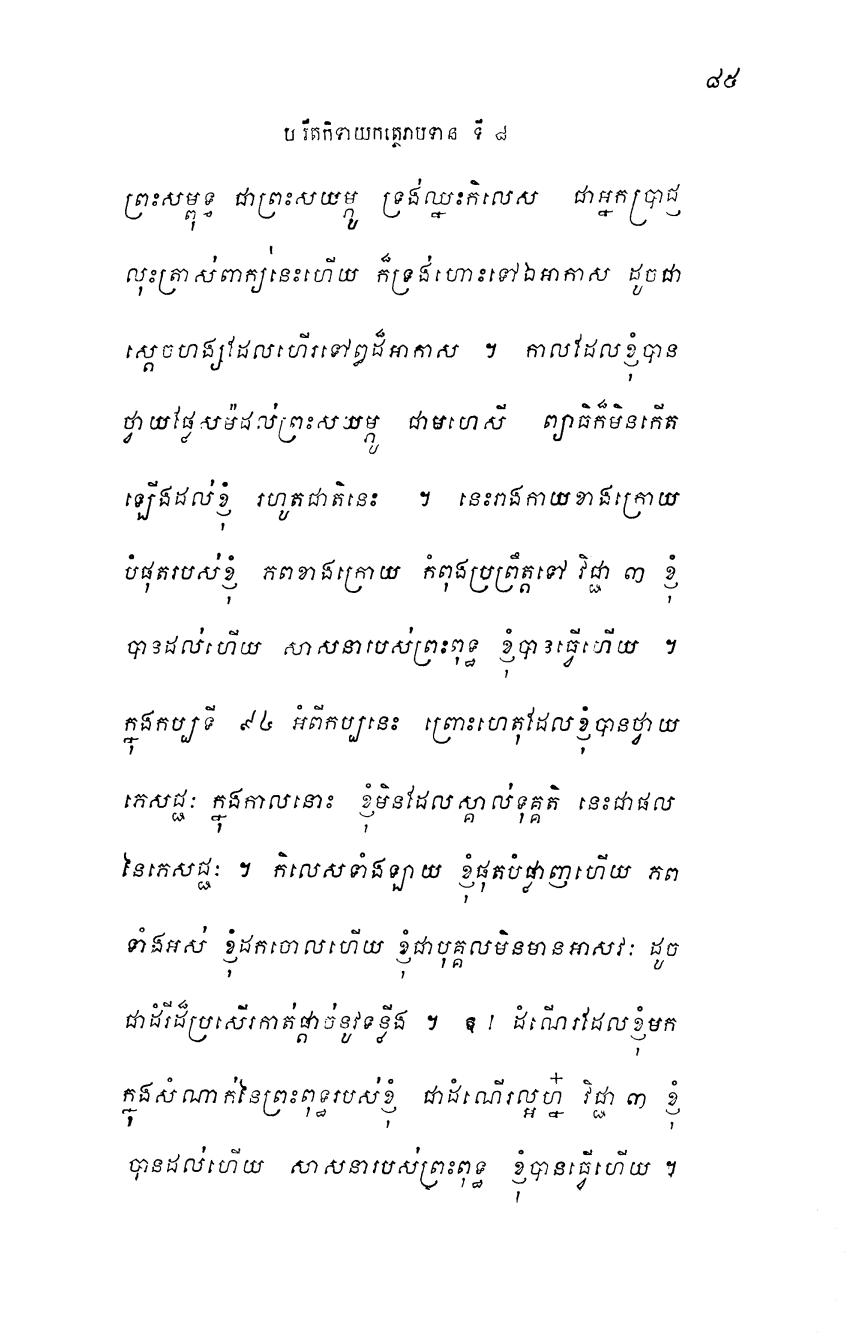 ៨៥
បរីតកិទាយកត្ថេរាបទាន ទី ៨
ព្រះសម្ពុទ្ធ ជាព្រះសយម្ភូ ទ្រង់ឈ្នះកិលេស ជាអ្នកប្រាជ្ញ
លុះត្រាស់ពាក្យនេះហើយ ក៏ទ្រង់ហោះទៅឯអាកាស ដូចជា
ស្តេចហង្សដែលហើរទៅឰដ៏អាកាស ។ កាលដែលខ្ញុំបាន
ថ្វាយផ្លែសម៉ដល់ព្រះសយម្ភូ ជាមហេសី ព្យាធិក៏មិនកើត
ឡើងដល់ខ្ញុំ រហូតជាតិនេះ ។ នេះរាងកាយខាងក្រោយ
បំផុតរបស់ខ្ញុំ ភពខាងក្រោយ កំពុងប្រព្រឹត្តទៅ វិជ្ជា ៣ ខ្ញុំ
បានដល់ហើយ សាសនារបស់ព្រះពុទ្ធ ខ្ញុំបានធ្វើហើយ ។
ក្នុងកប្បទី ៩៤ អំពីកប្បនេះ ព្រោះហេតុដែលខ្ញុំបានថ្វាយ
ភេសជ្ជៈ ក្នុងកាលនោះ ខ្ញុំមិនដែលស្គាល់ទុគ្គតិ នេះជាផល
នៃភេសជ្ជៈ ។ កិលេសទាំងឡាយ ខ្ញុំផុតបំផ្លាញហើយ ភព
ទាំងអស់ ខ្ញុំដកចោលហើយ ខ្ញុំជាបុគ្គលមិនមានអាសវៈ ដូច
ជាដំរីដ៏ប្រសើរកាត់ផ្តាច់នូវទន្លីង ។ ឱ ! ដំណើរដែលខ្ញុំមក
ក្នុងសំណាក់នៃព្រះពុទ្ធរបស់ខ្ញុំ ជាដំណើរល្អហ្ន៎ វិជ្ជា ៣ ខ្ញុំ
បានដល់ហើយ សាសនារបស់ព្រះពុទ្ធ ខ្ញុំបានធ្វើហើយ ។